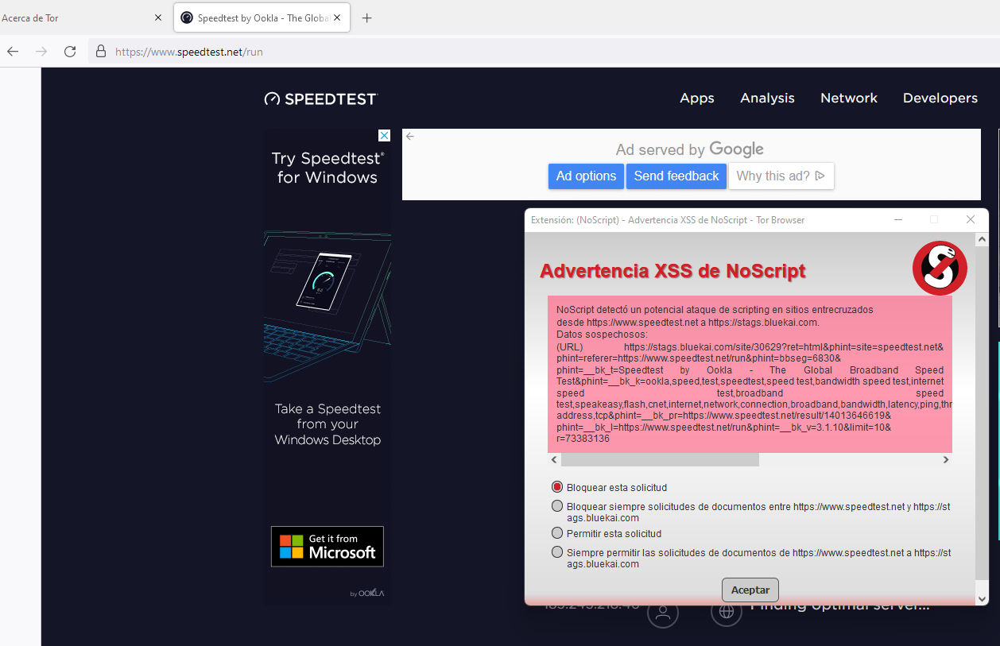 Acerca de Tor
Speedtest by Ookla - The Global
https://www.speedtest.net/run
SPEEDTEST
Apps Analysis Network Developers
Try Speedtest®
for Windows
Take a Speedtest
from your
Windows Desktop
Get it from
Microsoft
by OOKLA
Ad served by Google
Ad options Send feedback Why this ad?
Extensión: (NoScript) - Advertencia XSS de NoScript - Tor Browser
Advertencia XSS de NoScript
NoScript detectó un potencial ataque de scripting en sitios entrecruzados
desde https://www.speedtest.net a https://stags.bluekai.com.
Datos sospechosos:
(URL) https://stags.bluekai.com/site/30629?ret=html&phint=site=speedtest.net&
phint=referer=https://www.speedtest.net/run&phint=bbseg=6830&
phint=__bk_t=Speedtest by Ookla - The Global Broadband Speed
Test&phint=__bk_k=ookla,speed,test,speedtest,speed test,bandwidth speed test,internet
speed test,broadband speed
test,speakeasy,flash,cnet,internet,network,connection,broadband,bandwidth,latency,ping,thr
address,tcp&phint=__bk_pr=https://www.speedtest.net/result/14013646619&
phint=__bk_l=https://www.speedtest.net/run&phint=__bk_v=3.1.10&limit=10&
r=73383136
Bloquear esta solicitud
Bloquear siempre solicitudes de documentos entre https://www.speedtest.net y https://st
ags.bluekai.com
Permitir esta solicitud
Siempre permitir las solicitudes de documentos de https://www.speedtest.net a https://st
ags.bluekai.com
Aceptar
Finding optimal server...